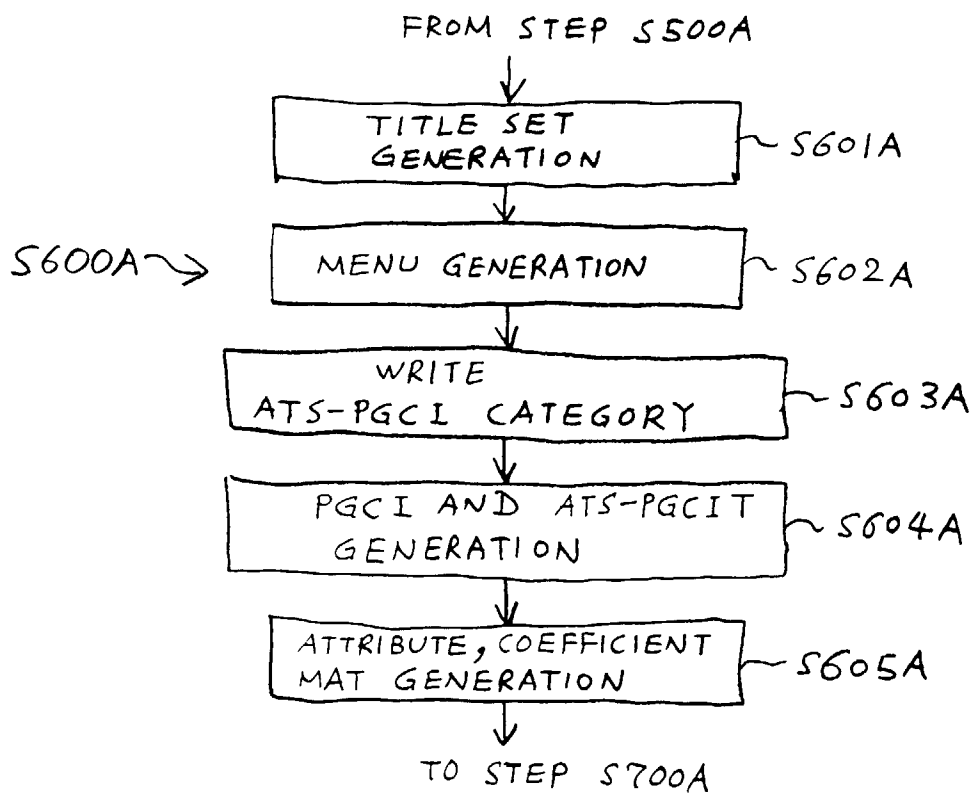 FROM STEP S500A
TITLE SET
GENERATION
S601A
S600A
MENU GENERATION
S602A
WRITE
ATS-PGCI CATEGORY
S603A
PGCI AND ATS-PGCIT
GENERATION
S604A
ATTRIBUTE, COEFFICIENT
MAT GENERATION
S605A
TO STEP S700A